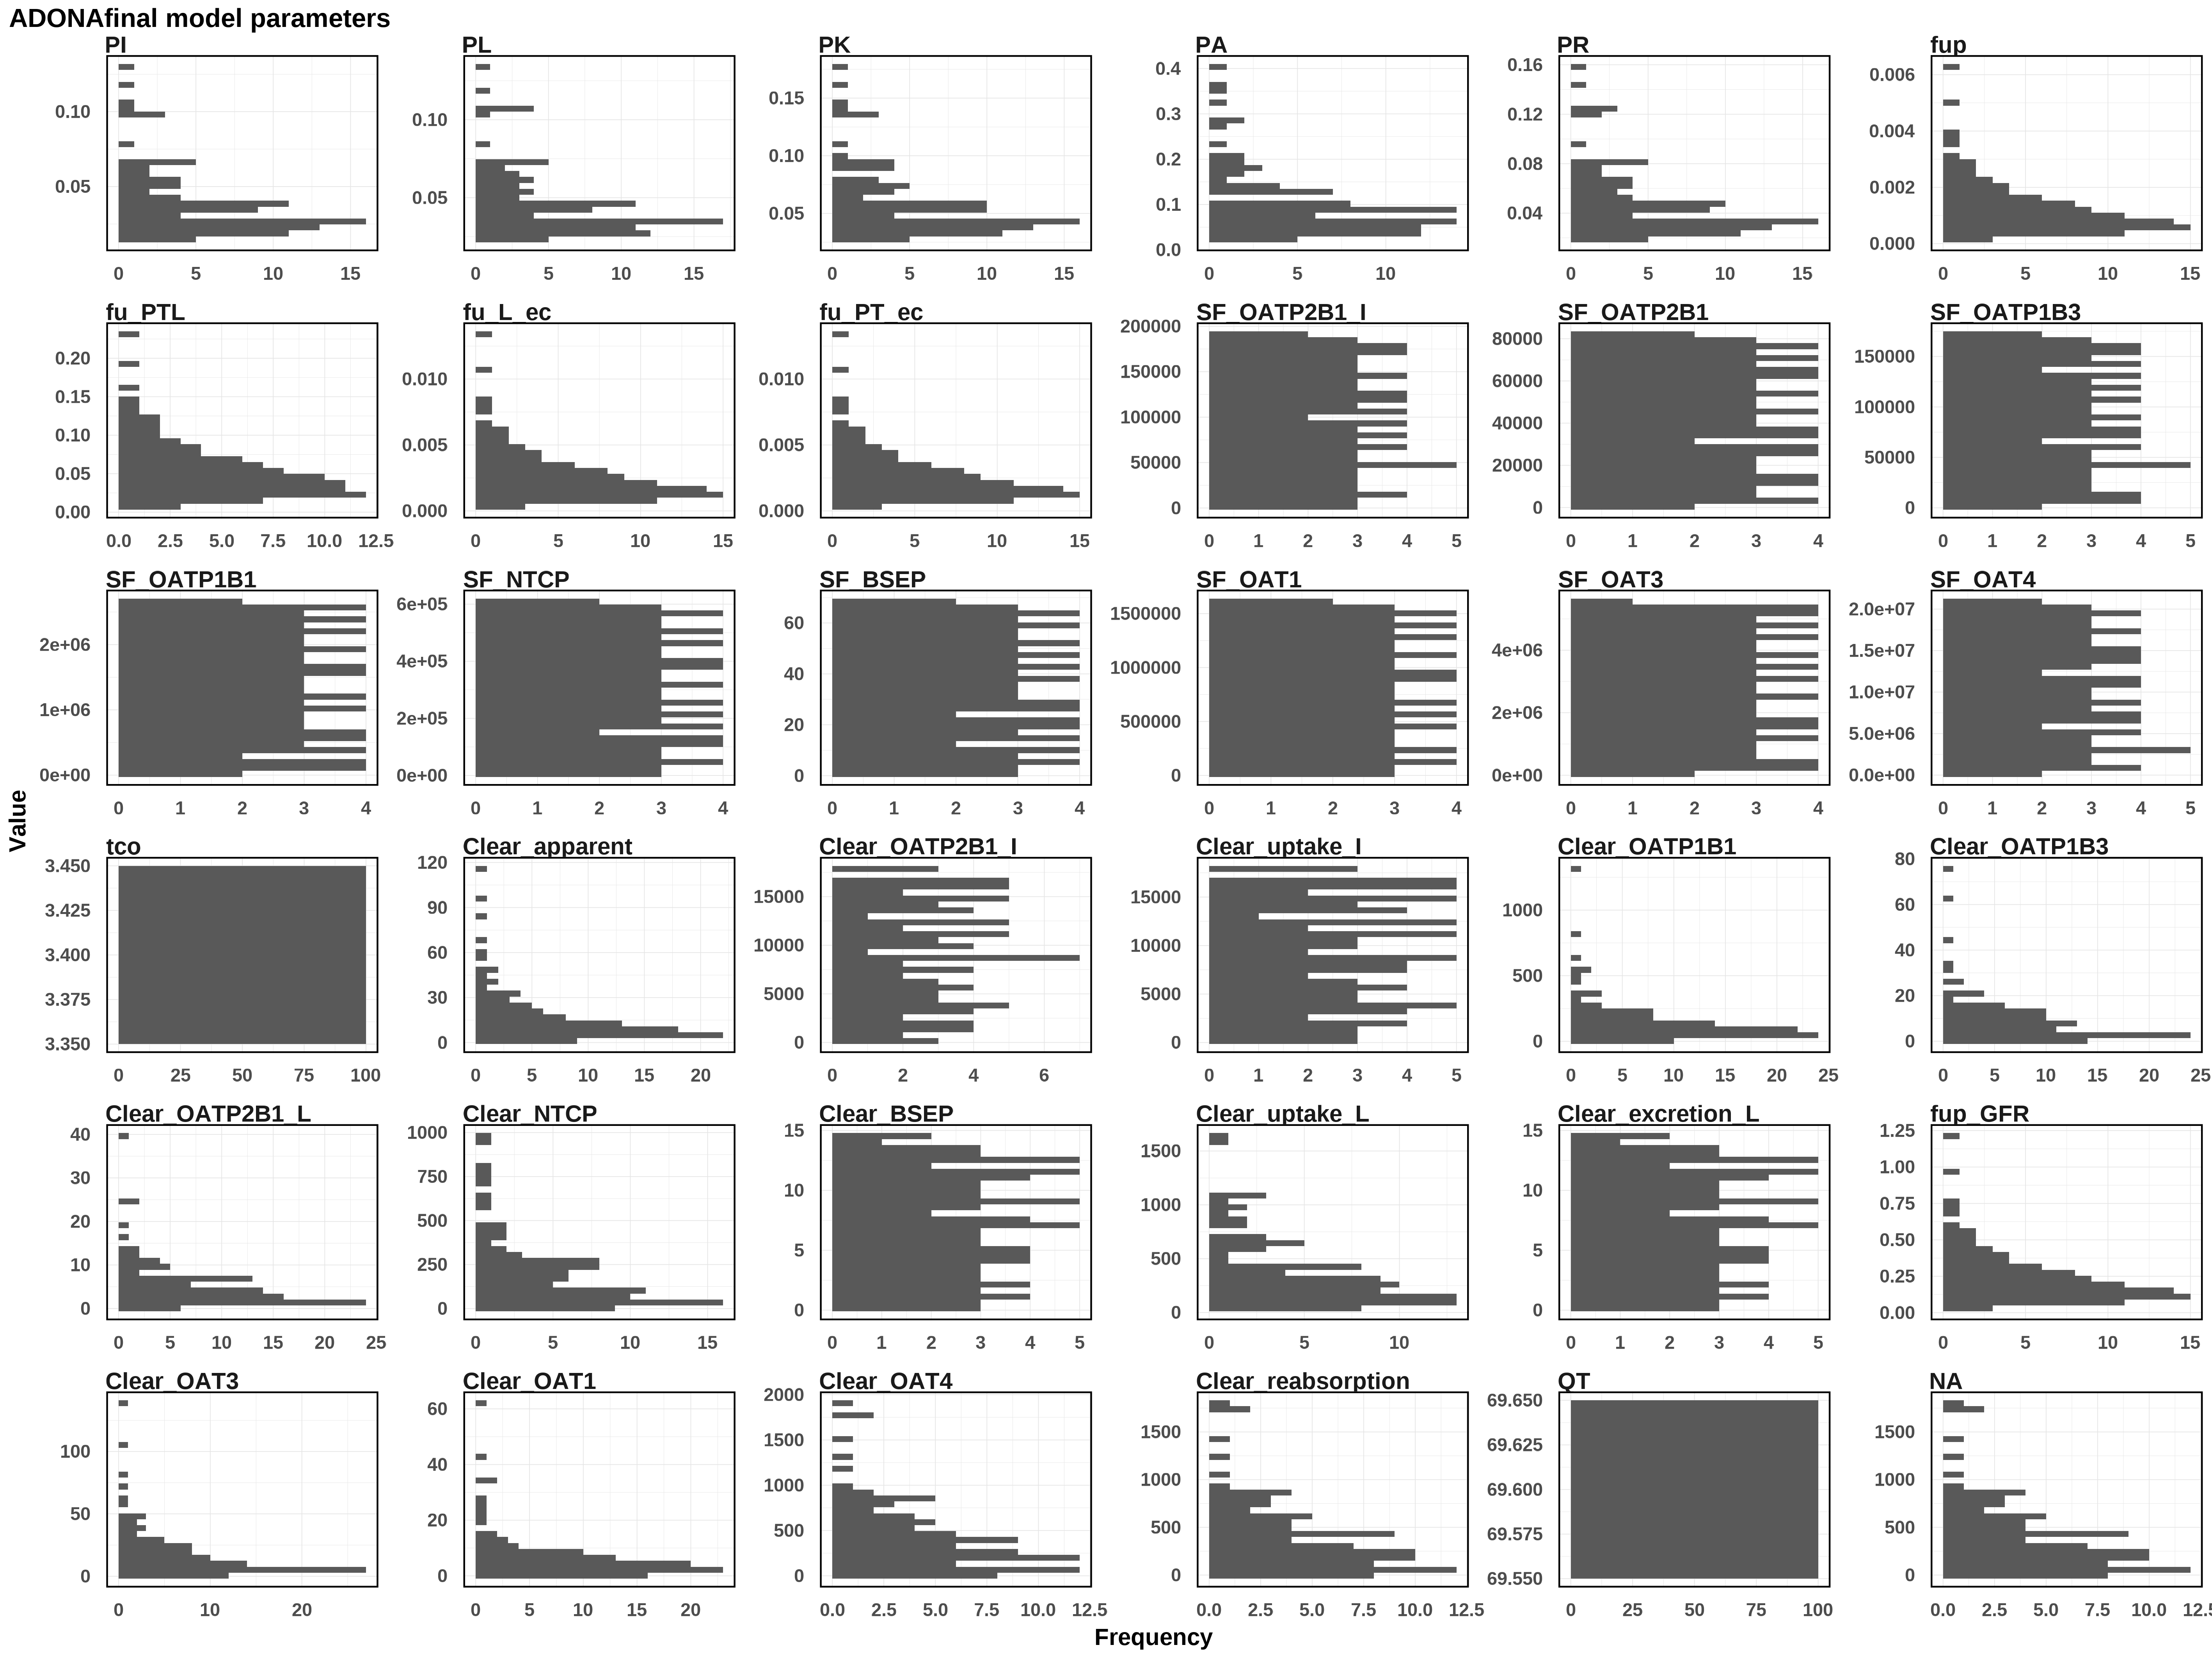 ADONAfinal model parameters
PI PL PK PA PR fup
0.10 0.05
0 5 10 15
0.10 0.05
0 5 10 15
0.15 0.10 0.05
0 5 10 15
0.4 0.3 0.2 0.1 0.0
0 5 10
0.16 0.12 0.08 0.04
0 5 10 15
0.006 0.004 0.002 0.000
0 5 10 15
fu_PTL fu_L_ec fu_PT_ec SF_OATP2B1_I SF_OATP2B1 SF_OATP1B3
0.20 0.15 0.10 0.05 0.00
0.0 2.5 5.0 7.5 10.0 12.5
0.010 0.005 0.000
0 5 10 15
0.010 0.005 0.000
0 5 10 15
200000 150000 100000 50000 0
0 1 2 3 4 5
80000 60000 40000 20000 0
0 1 2 3 4
150000 100000 50000 0
0 1 2 3 4 5
SF_OATP1B1 SF_NTCP SF_BSEP SF_OAT1 SF_OAT3 SF_OAT4
2e+06 1e+06 0e+00
0 1 2 3 4
6e+05 4e+05 2e+05 0e+00
0 1 2 3 4
60 40 20 0
0 1 2 3 4
1500000 1000000 500000 0
0 1 2 3 4
4e+06 2e+06 0e+00
0 1 2 3 4
2.0e+07 1.5e+07 1.0e+07 5.0e+06 0.0e+00
0 1 2 3 4 5
Value
tco Clear_apparent Clear_OATP2B1_I Clear_uptake_I Clear_OATP1B1 Clear_OATP1B3
3.450 3.425 3.400 3.375 3.350
0 25 50 75 100
120 90 60 30 0
0 5 10 15 20
15000 10000 5000 0
0 2 4 6
15000 10000 5000 0
0 1 2 3 4 5
1000 500 0
0 5 10 15 20 25
80 60 40 20 0
0 5 10 15 20 25
Clear_OATP2B1_L Clear_NTCP Clear_BSEP Clear_uptake_L Clear_excretion_L fup_GFR
40 30 20 10 0
0 5 10 15 20 25
1000 750 500 250 0
0 5 10 15
15 10 5 0
0 1 2 3 4 5
1500 1000 500 0
0 5 10
15 10 5 0
0 1 2 3 4 5
1.25 1.00 0.75 0.50 0.25 0.00
0 5 10 15
Clear_OAT3 Clear_OAT1 Clear_OAT4 Clear_reabsorption QT NA
100 50 0
0 10 20
60 40 20 0
0 5 10 15 20
2000 1500 1000 500 0
0.0 2.5 5.0 7.5 10.0 12.5
1500 1000 500 0
0.0 2.5 5.0 7.5 10.0 12.5
69.650 69.625 69.600 69.575 69.550
0 25 50 75 100
1500 1000 500 0
0.0 2.5 5.0 7.5 10.0 12.5
Frequency